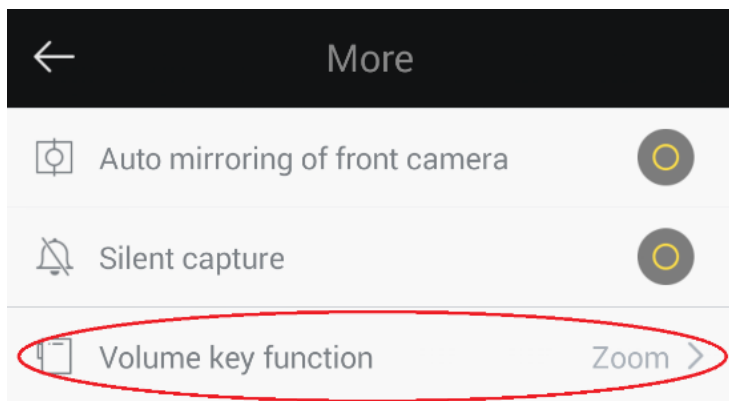 More
Auto mirroring of front camera
Silent capture
Volume key function Zoom